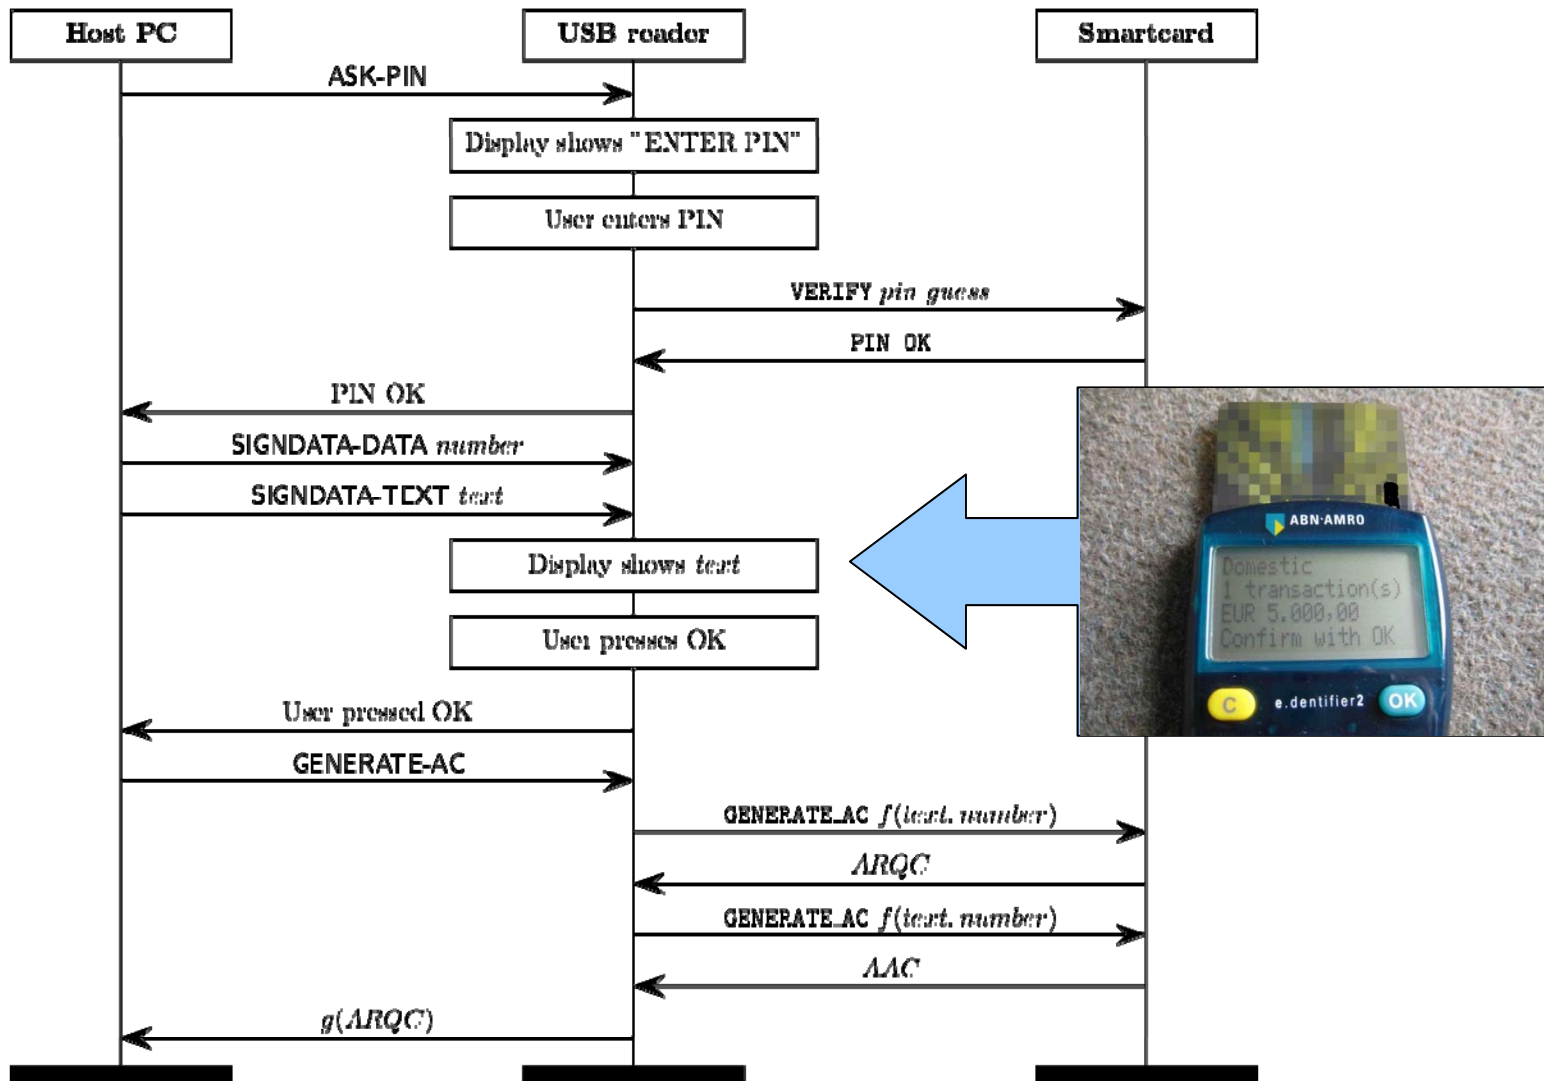 Host PC
USB reader
Smartcard
ASK-PIN
Display shows "ENTER PIN"
User enters PIN
VERIFY pin guess
PIN OK
PIN OK
SIGNDATA-DATA number
SIGNDATA-TEXT text
Display shows text
User presses OK
ABN·AMRO
Domestic
1 transaction(s)
EUR 5.000,00
Confirm with OK
C
e.dentifier2
OK
User pressed OK
GENERATE-AC
GENERATE_AC f(text, number)
ARQC
GENERATE_AC f(text, number)
AAC
g(ARQC)